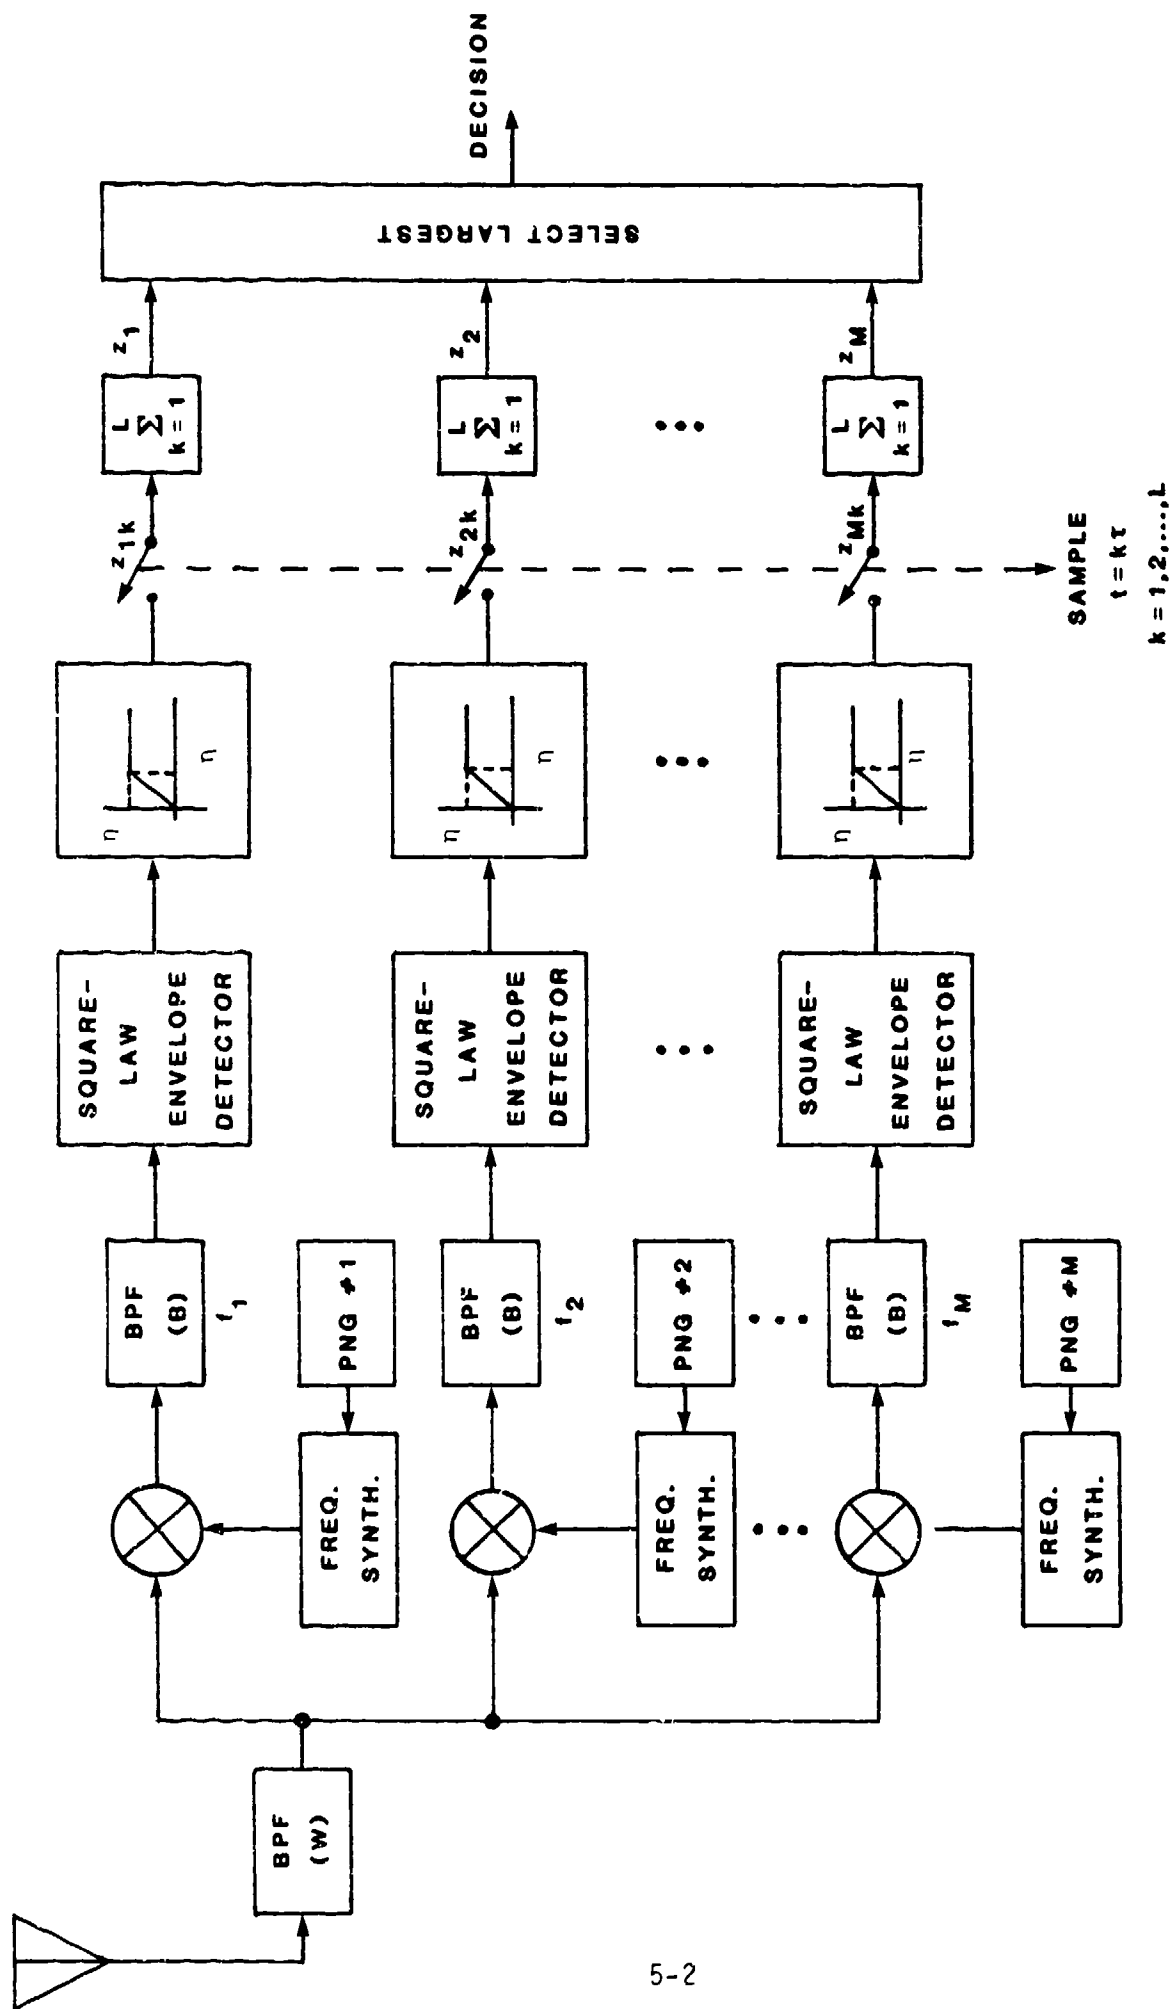 BPF
(W)
BPF
(B)
f1
SQUARE-
LAW
ENVELOPE
DETECTOR
η
η
z1k
L
Σ
k = 1
z1
FREQ.
SYNTH.
PNG #1
BPF
(B)
f2
SQUARE-
LAW
ENVELOPE
DETECTOR
η
η
z2k
L
Σ
k = 1
z2
FREQ.
SYNTH.
PNG #2
BPF
(B)
fM
SQUARE-
LAW
ENVELOPE
DETECTOR
η
η
zMk
L
Σ
k = 1
zM
FREQ.
SYNTH.
PNG #M
SELECT LARGEST
DECISION
SAMPLE
t = kτ
k = 1,2,...,L
5-2